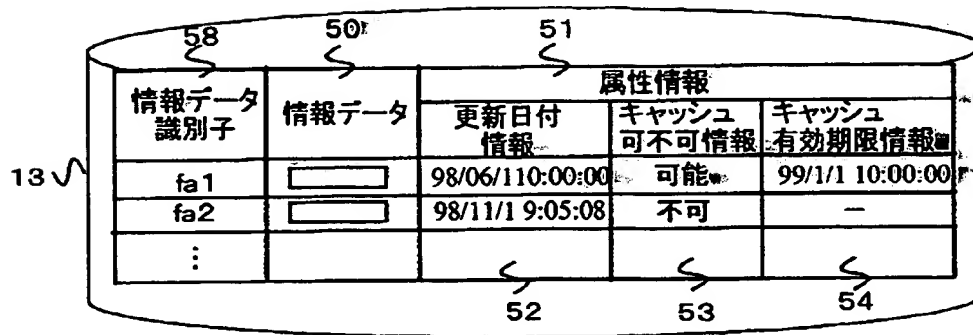 58 50 51
属性情報
情報データ 情報データ 更新日付 キャッシュ キャッシュ
識別子 情報 可不可情報 有効期限情報
13 fa1 98/06/110:00:00 可能 99/1/1 10:00:00
fa2 98/11/1 9:05:08 不可 —
⋮
52 53 54